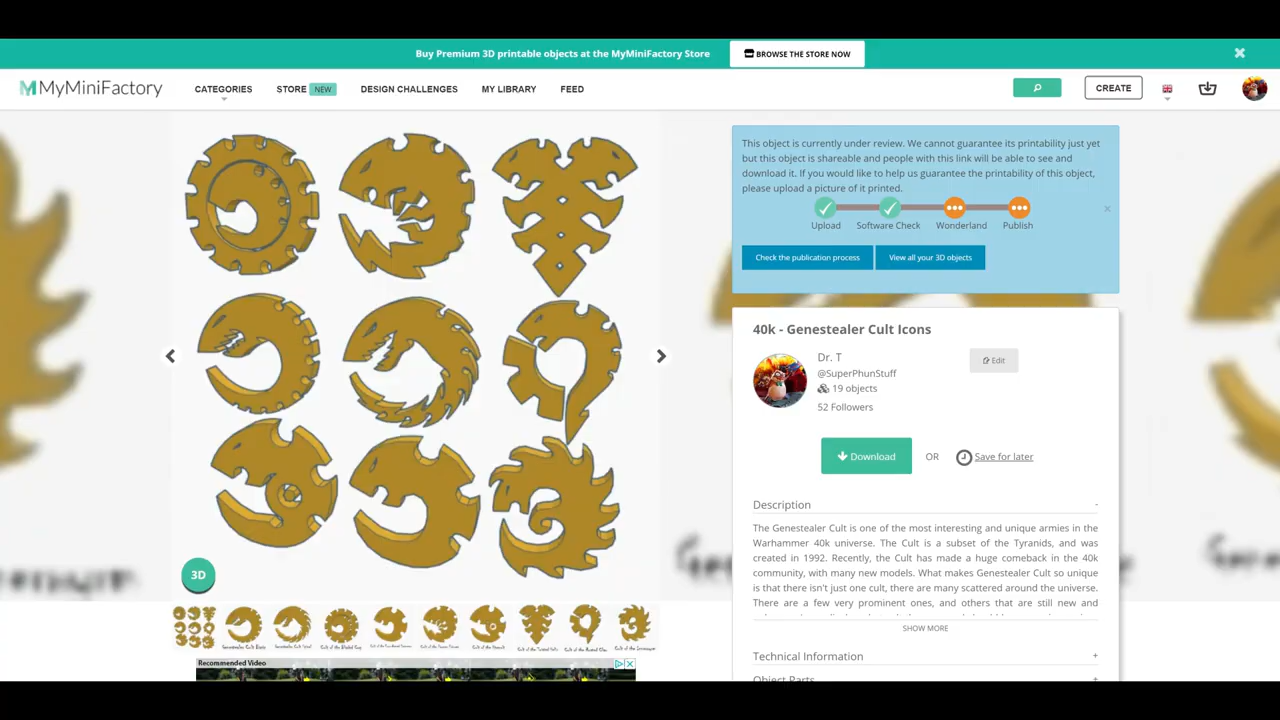 Buy Premium 3D printable objects at the MyMiniFactory Store
BROWSE THE STORE NOW
MyMiniFactory
CATEGORIES
STORE NEW
DESIGN CHALLENGES
MY LIBRARY
FEED
CREATE
This object is currently under review. We cannot guarantee its printability just yet
but this object is shareable and people with this link will be able to see and
download it. If you would like to help us guarantee the printability of this object,
please upload a picture of it printed.
Upload
Software Check
Wonderland
Publish
Check the publication process
View all your 3D objects
40k - Genestealer Cult Icons
Dr. T
@SuperPhunStuff
19 objects
52 Followers
Edit
Download
OR
Save for later
Description -
The Genestealer Cult is one of the most interesting and unique armies in the
Warhammer 40k universe. The Cult is a subset of the Tyranids, and was
created in 1992. Recently, the Cult has made a huge comeback in the 40k
community, with many new models. What makes Genestealer Cult so unique
is that there isn't just one cult, there are many scattered around the universe.
There are a few very prominent ones, and others that are still new and
SHOW MORE
Technical Information +
Object Parts +
3D
Recommended Video